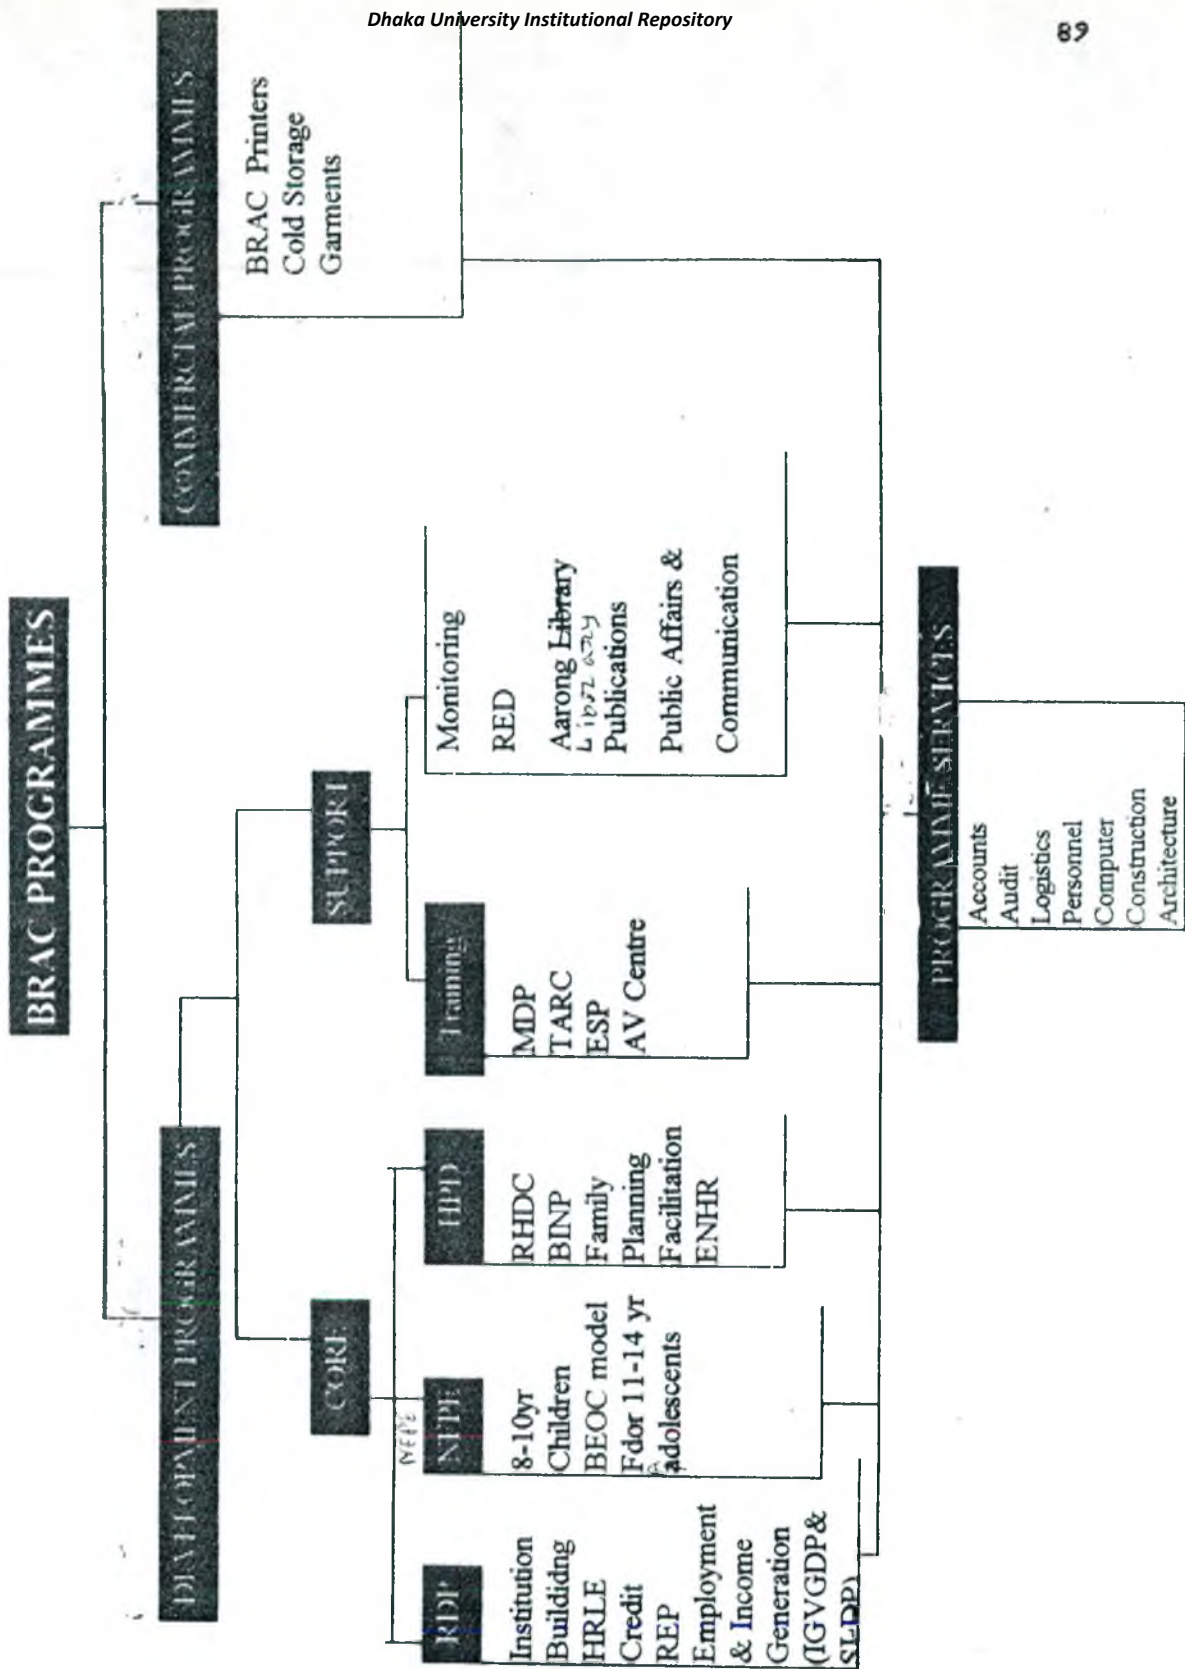 Dhaka University Institutional Repository
89
BRAC PROGRAMMES
DEVELOPMENT PROGRAMMES
COMMERCIAL PROGRAMMES
BRAC Printers
Cold Storage
Garments
CORE
SUPPORT
RDP
Institution
Buildidng
HRLE
Credit
REP
Employment
& Income
Generation
(IGVGDP&
SLDP)
NFPE
NFPE
8-10yr
Children
BEOC model
Fdor 11-14 yr
adolescents
HPD
RHDC
BINP
Family
Planning
Facilitation
ENHR
Training
MDP
TARC
ESP
AV Centre
Monitoring
RED
Aarong Library
Library
Publications
Public Affairs &
Communication
PROGRAMME SERVICES
Accounts
Audit
Logistics
Personnel
Computer
Construction
Architecture